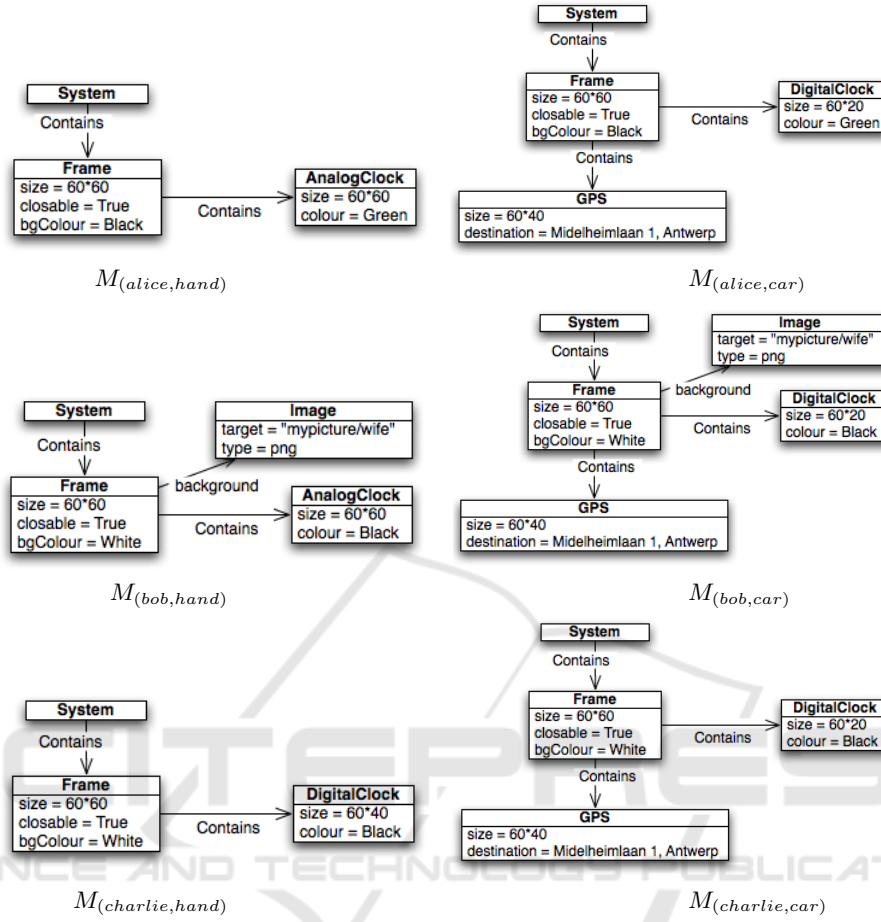 System
Contains
Frame
size = 60*60
closable = True
bgColour = Black
Contains
AnalogClock
size = 60*60
colour = Green
M(alice,hand)
System
Contains
Frame
size = 60*60
closable = True
bgColour = Black
Contains
DigitalClock
size = 60*20
colour = Green
Contains
GPS
size = 60*40
destination = Midelheimlaan 1, Antwerp
M(alice,car)
System
Contains
Image
target = "mypicture/wife"
type = png
background
Frame
size = 60*60
closable = True
bgColour = White
Contains
AnalogClock
size = 60*60
colour = Black
M(bob,hand)
System
Contains
Image
target = "mypicture/wife"
type = png
background
Frame
size = 60*60
closable = True
bgColour = White
Contains
DigitalClock
size = 60*20
colour = Black
Contains
GPS
size = 60*40
destination = Midelheimlaan 1, Antwerp
M(bob,car)
System
Contains
Frame
size = 60*60
closable = True
bgColour = White
Contains
DigitalClock
size = 60*40
colour = Black
M(charlie,hand)
System
Contains
Frame
size = 60*60
closable = True
bgColour = White
Contains
DigitalClock
size = 60*20
colour = Black
Contains
GPS
size = 60*40
destination = Midelheimlaan 1, Antwerp
M(charlie,car)
CITEPRES
NCE AND TECHNOLOGY PUBLICAT